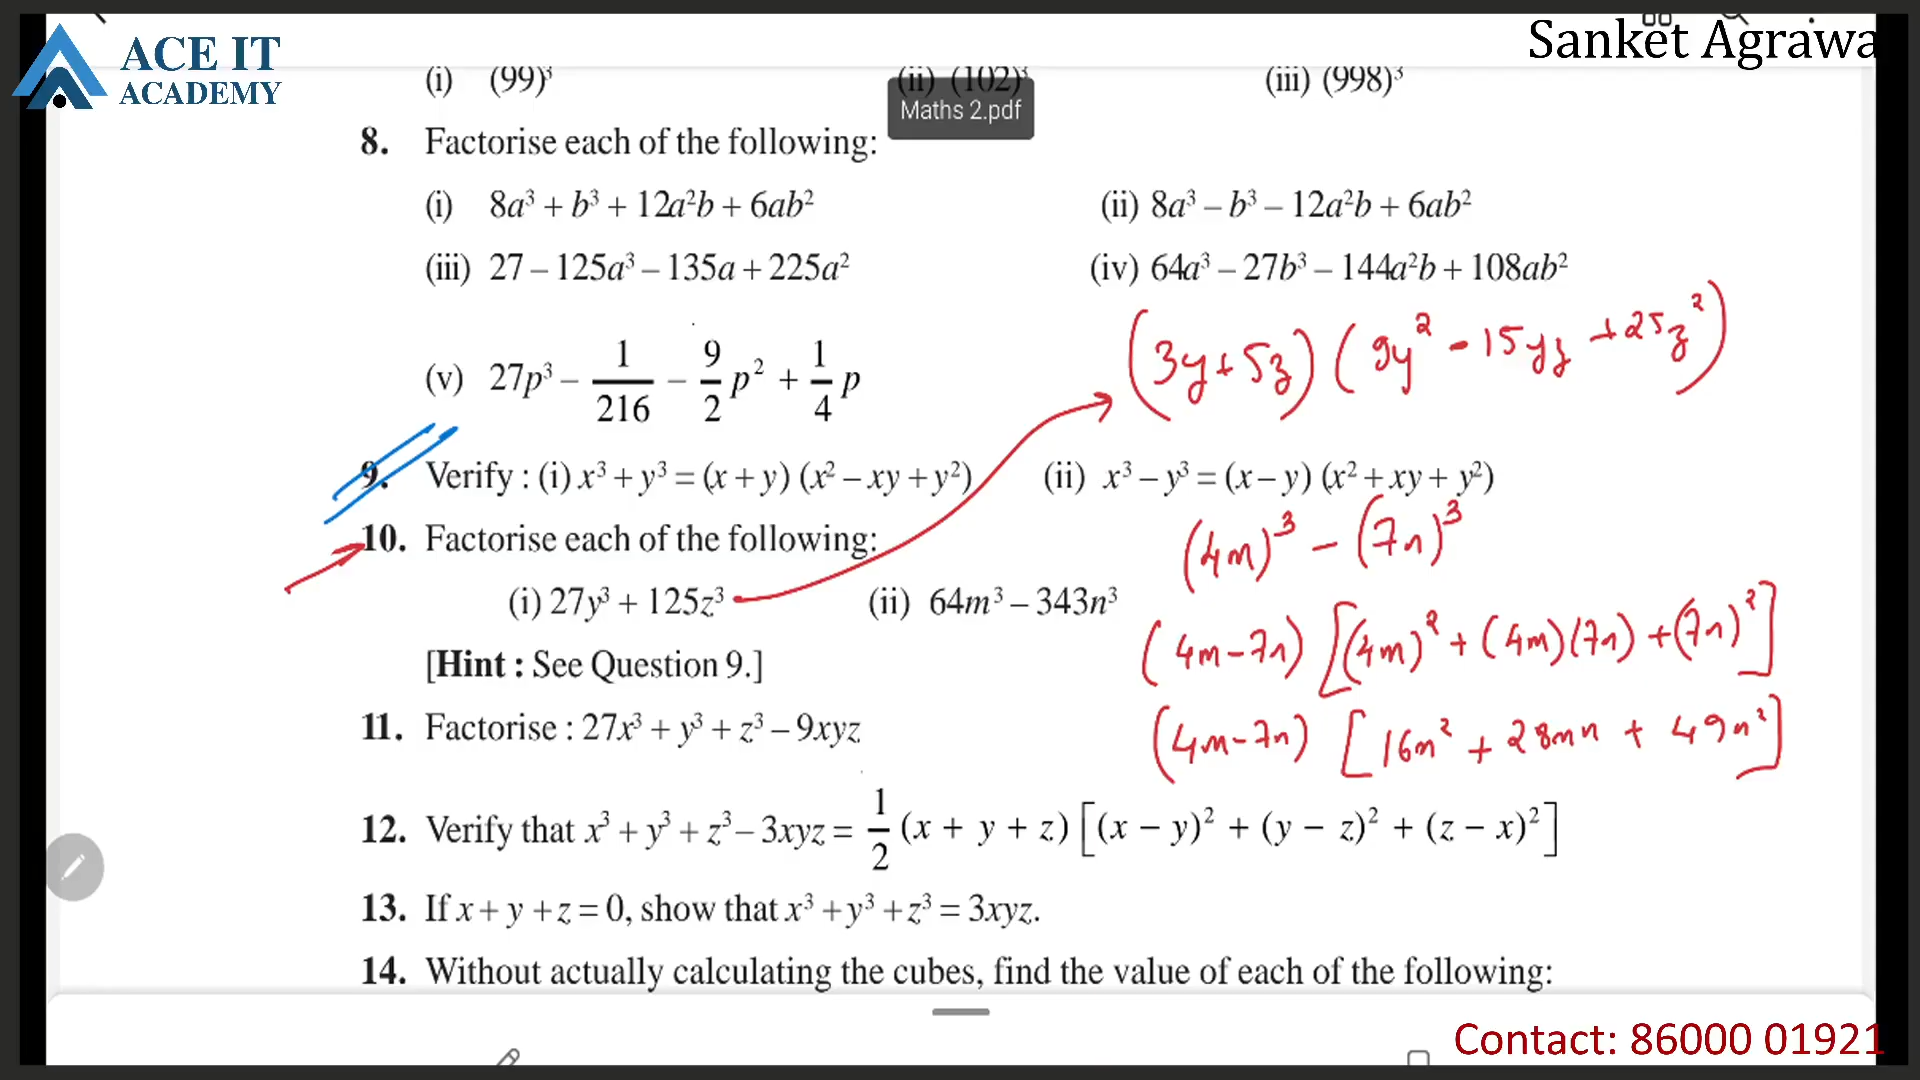 ACE IT
ACADEMY
Sanket Agrawa
(i) (99)³ (ii) (102)³ (iii) (998)³
Maths 2.pdf
8. Factorise each of the following:
(i) 8a³ + b³ + 12a²b + 6ab² (ii) 8a³ – b³ – 12a²b + 6ab²
(iii) 27 – 125a³ – 135a + 225a² (iv) 64a³ – 27b³ – 144a²b + 108ab²
(3y+5z) (9y² - 15yz + 25z²)
(v) 27p³ – 1/216 – 9/2 p² + 1/4 p
9. Verify : (i) x³ + y³ = (x + y) (x² – xy + y²) (ii) x³ – y³ = (x – y) (x² + xy + y²)
(4m)³ – (7n)³
10. Factorise each of the following:
(i) 27y³ + 125z³ (ii) 64m³ – 343n³
(4m–7n) [(4m)² + (4m)(7n) + (7n)²]
[Hint : See Question 9.]
11. Factorise : 27x³ + y³ + z³ – 9xyz
(4m–7n) [16m² + 28mn + 49n²]
12. Verify that x³ + y³ + z³ – 3xyz = 1/2 (x + y + z) [(x – y)² + (y – z)² + (z – x)²]
13. If x + y + z = 0, show that x³ + y³ + z³ = 3xyz.
14. Without actually calculating the cubes, find the value of each of the following:
Contact: 86000 01921